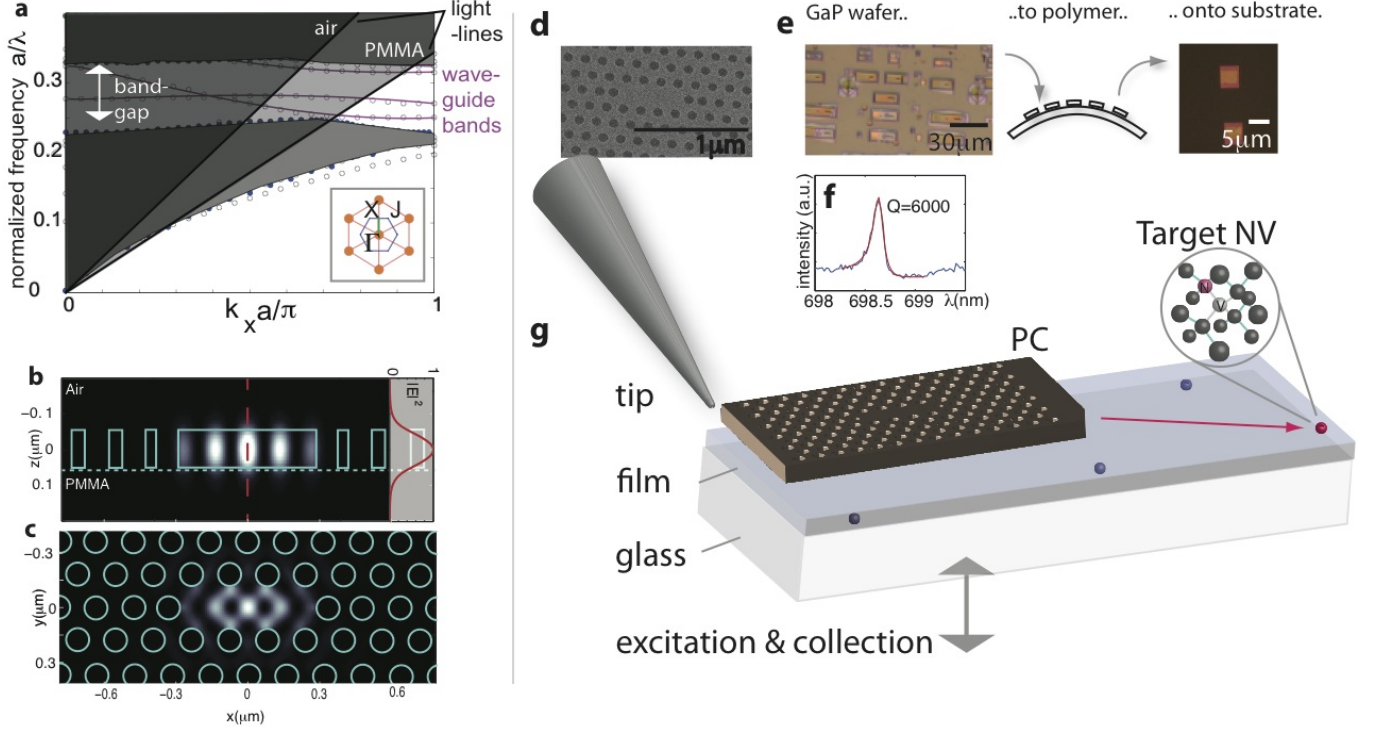 a
normalized frequency a/λ
0.3
0.2
0.1
0
0
1
kₓa/π
air
PMMA
light
-lines
band-
gap
wave-
guide
bands
X
J
Γ
b
Air
PMMA
z(μm)
−0.1
0
0.1
0
1
|E|²
c
y(μm)
−0.3
0
0.3
−0.6
−0.3
0
0.3
0.6
x(μm)
d
1μm
e
GaP wafer..
..to polymer..
.. onto substrate.
30μm
5μm
f
intensity (a.u.)
Q=6000
698
698.5
699
λ(nm)
Target NV
N
V
g
PC
tip
film
glass
excitation & collection